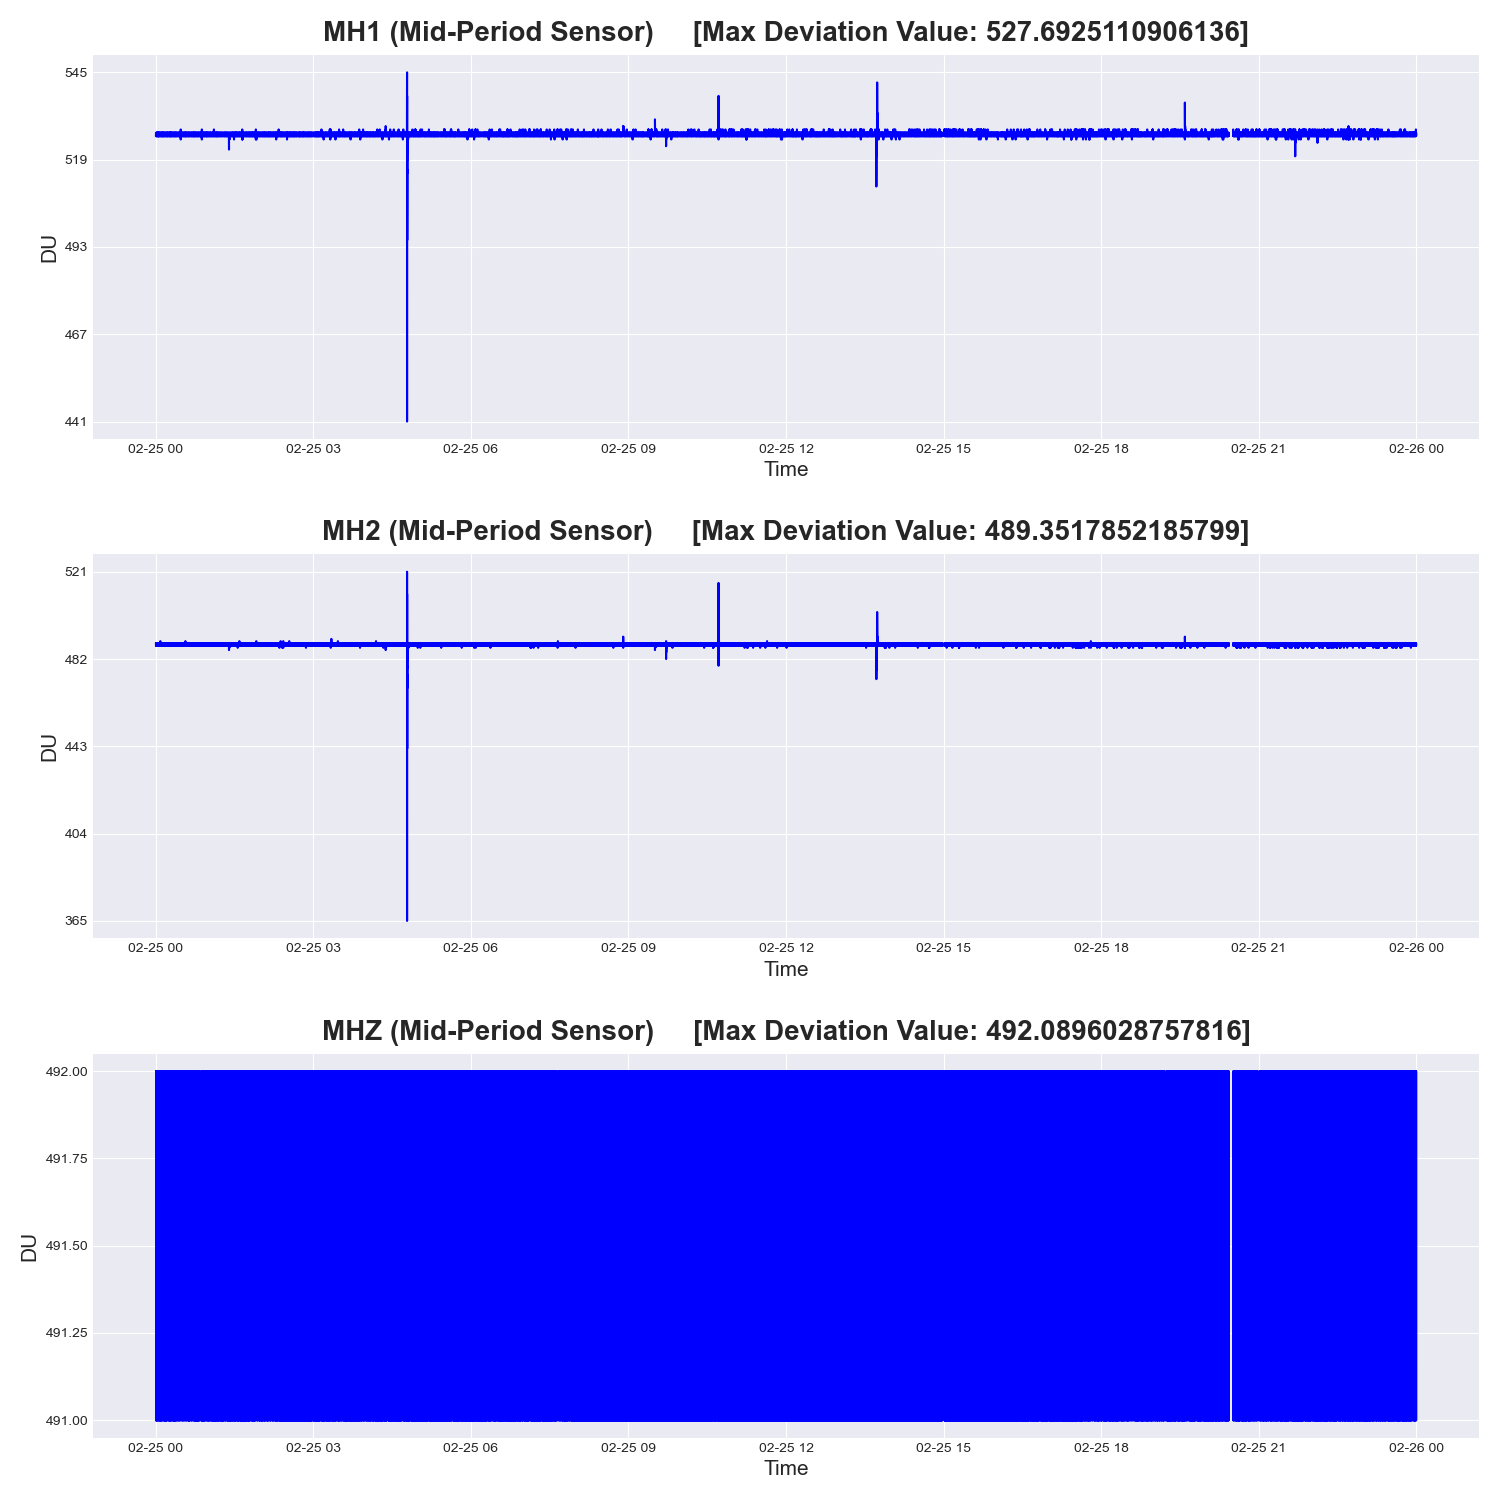 MH1 (Mid-Period Sensor) [Max Deviation Value: 527.6925110906136]
545
519
493
467
441
DU
02-25 00 02-25 03 02-25 06 02-25 09 02-25 12 02-25 15 02-25 18 02-25 21 02-26 00
Time
MH2 (Mid-Period Sensor) [Max Deviation Value: 489.3517852185799]
521
482
443
404
365
DU
02-25 00 02-25 03 02-25 06 02-25 09 02-25 12 02-25 15 02-25 18 02-25 21 02-26 00
Time
MHZ (Mid-Period Sensor) [Max Deviation Value: 492.0896028757816]
492.00
491.75
491.50
491.25
491.00
DU
02-25 00 02-25 03 02-25 06 02-25 09 02-25 12 02-25 15 02-25 18 02-25 21 02-26 00
Time